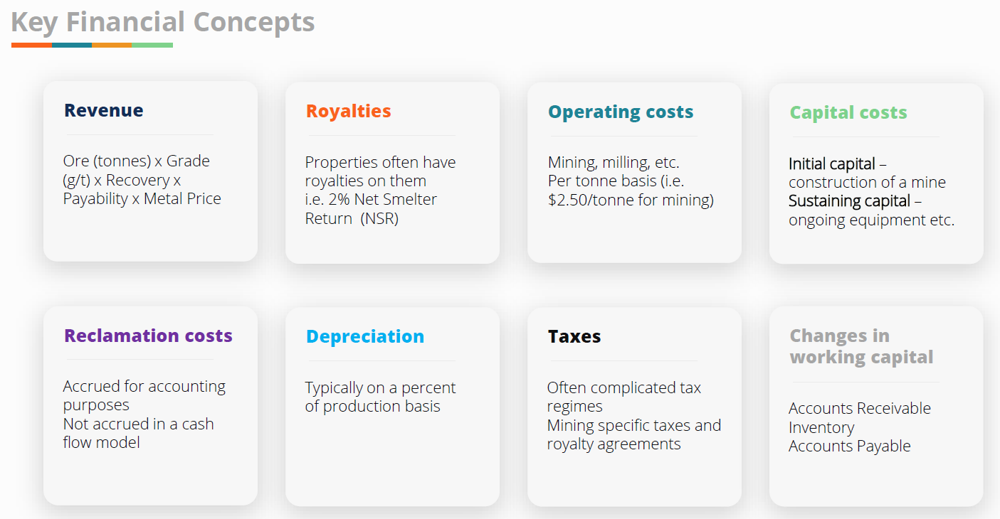 Key Financial Concepts
Revenue
Ore (tonnes) x Grade
(g/t) x Recovery x
Payability x Metal Price
Royalties
Properties often have
royalties on them
i.e. 2% Net Smelter
Return  (NSR)
Operating costs
Mining, milling, etc.
Per tonne basis (i.e.
$2.50/tonne for mining)
Capital costs
Initial capital –
construction of a mine
Sustaining capital –
ongoing equipment etc.
Reclamation costs
Accrued for accounting
purposes
Not accrued in a cash
flow model
Depreciation
Typically on a percent
of production basis
Taxes
Often complicated tax
regimes
Mining specific taxes and
royalty agreements
Changes in
working capital
Accounts Receivable
Inventory
Accounts Payable